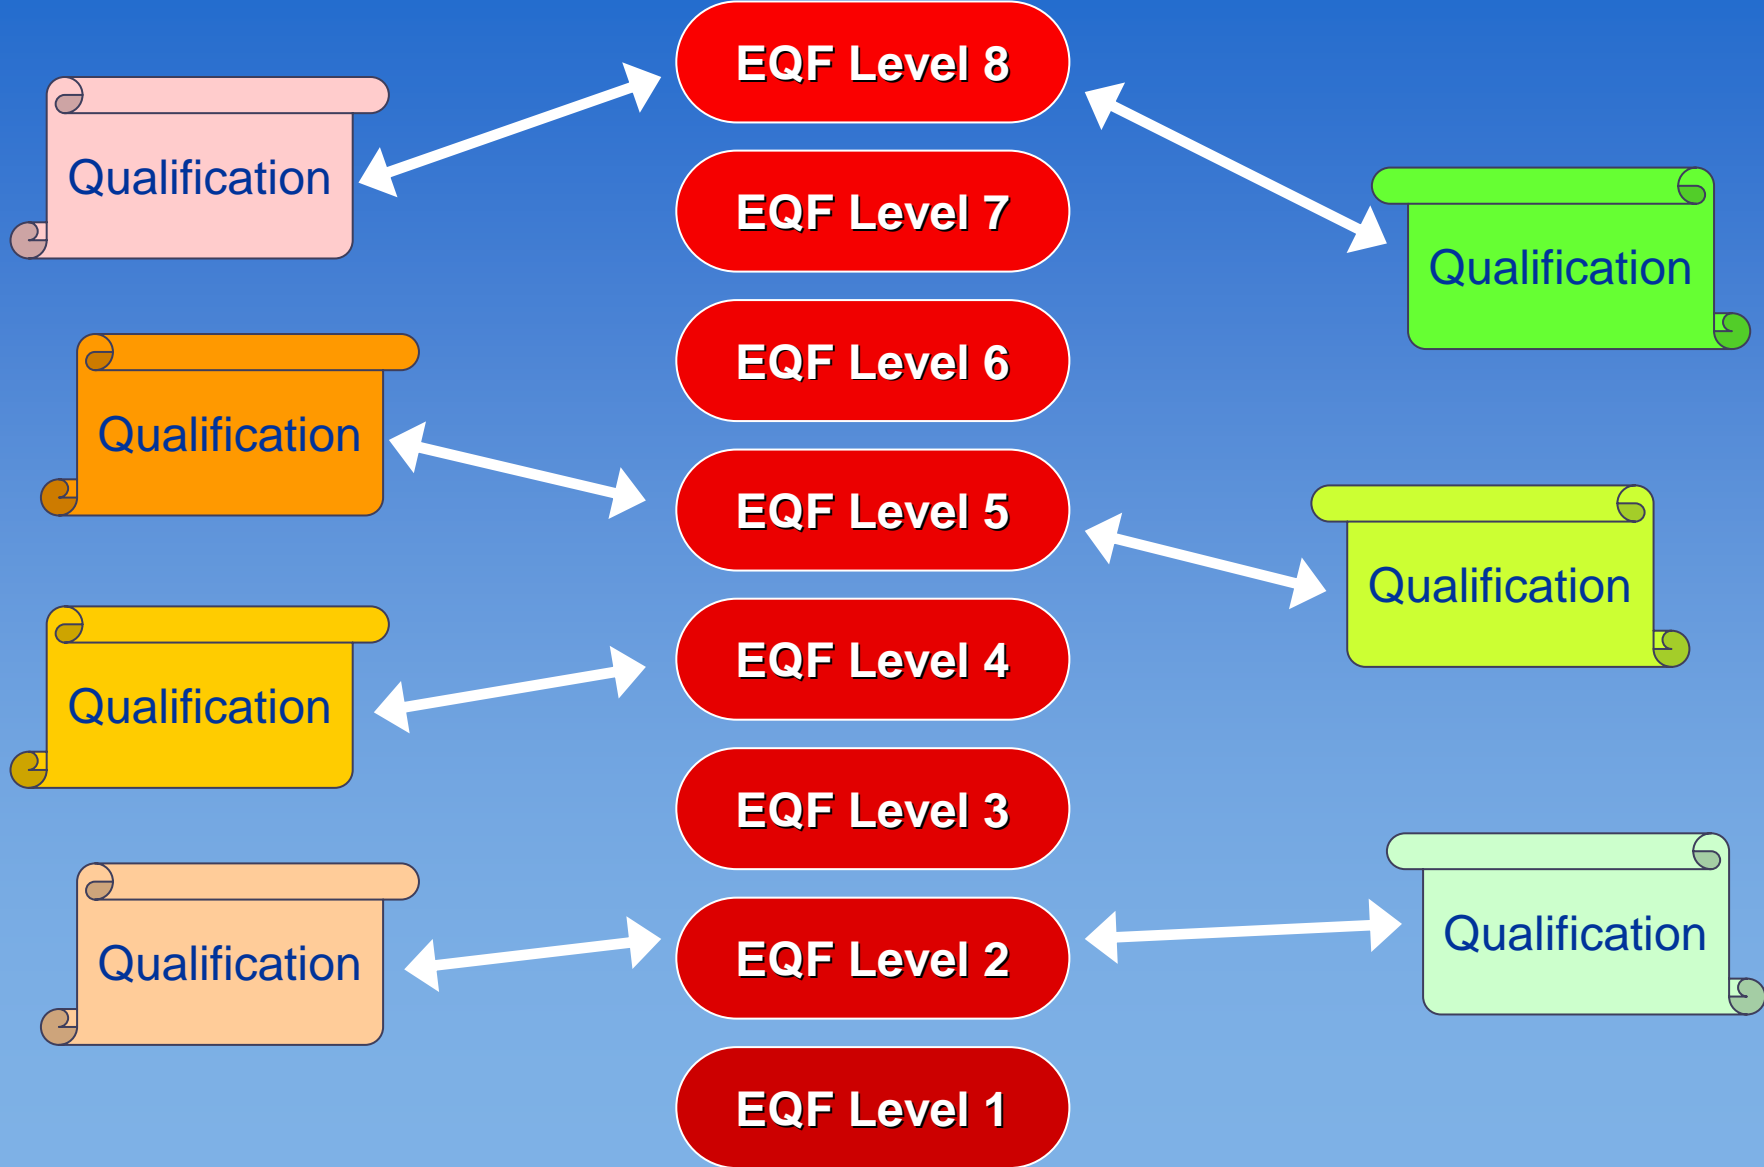 EQF Level 8
Qualification
EQF Level 7
Qualification
EQF Level 6
Qualification
EQF Level 5
Qualification
EQF Level 4
Qualification
EQF Level 3
Qualification
EQF Level 2
Qualification
EQF Level 1